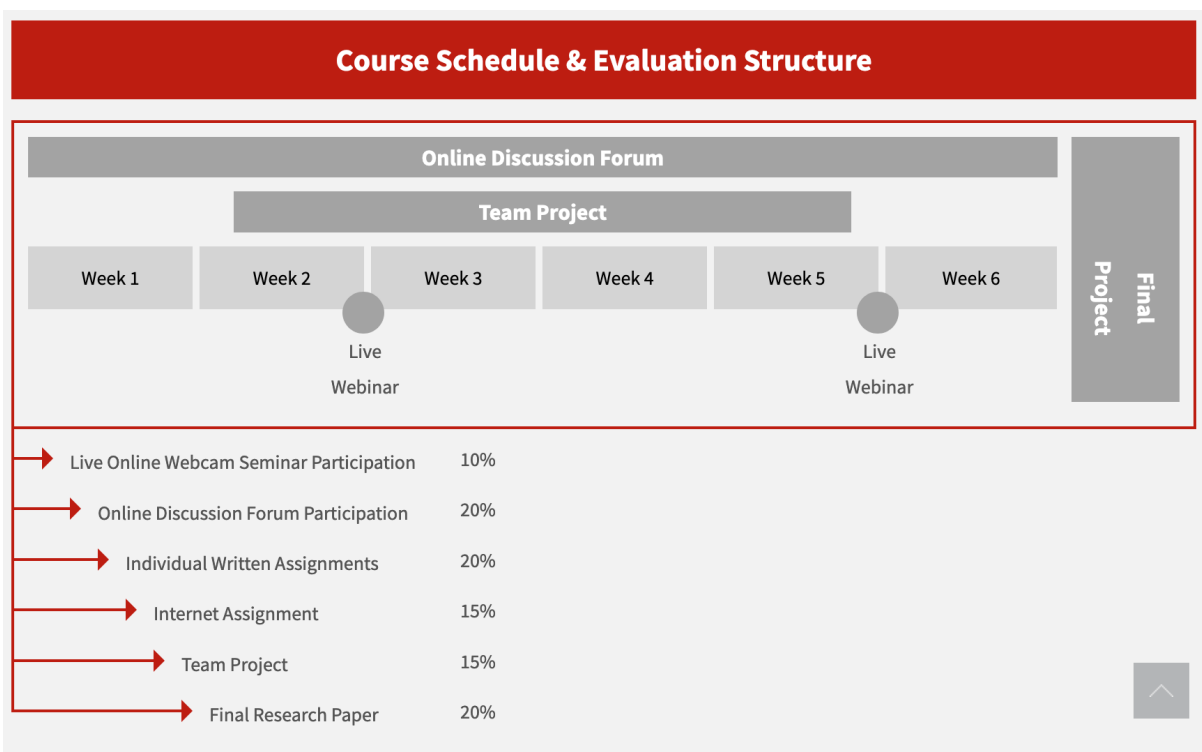 Course Schedule & Evaluation Structure
Online Discussion Forum
Team Project
Week 1 Week 2 Week 3 Week 4 Week 5 Week 6
Final
Project
Live
Webinar
Live
Webinar
Live Online Webcam Seminar Participation 10%
Online Discussion Forum Participation 20%
Individual Written Assignments 20%
Internet Assignment 15%
Team Project 15%
Final Research Paper 20%